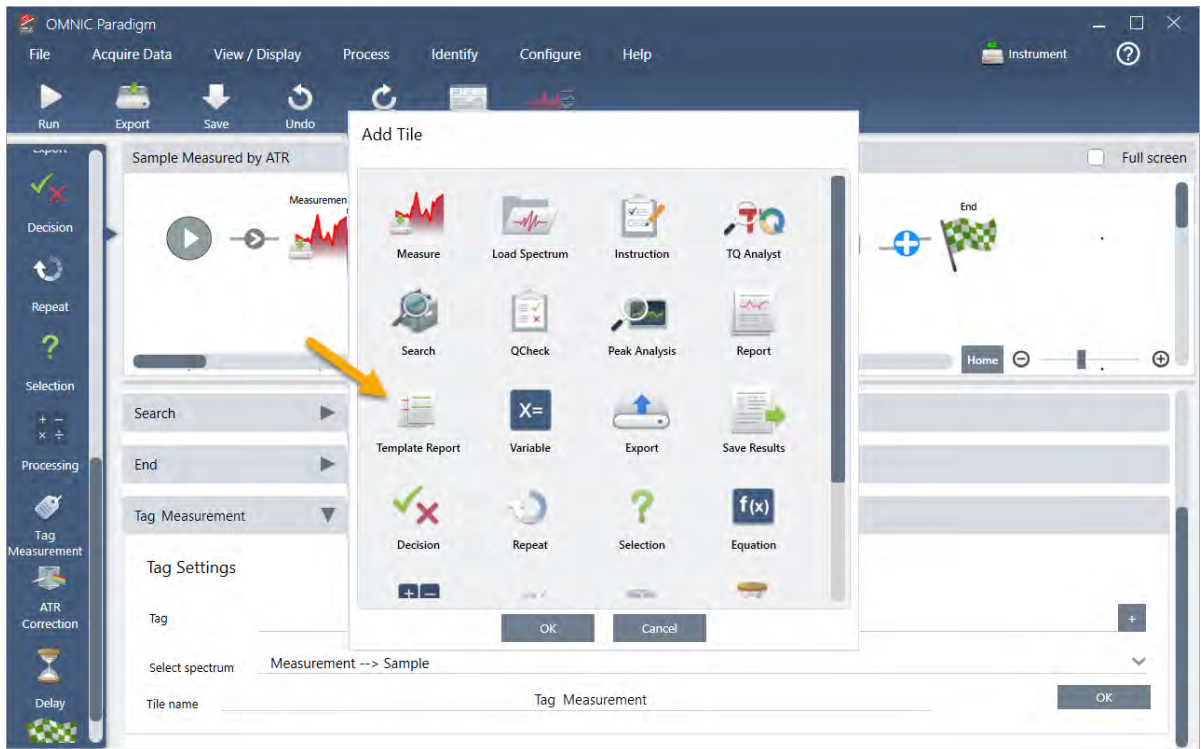 OMNIC Paradigm
File Acquire Data View / Display Process Identify Configure Help Instrument
Run Export Save Undo
Add Tile
Export
Decision
Repeat
Selection
Processing
Tag
Measurement
ATR
Correction
Delay
Sample Measured by ATR
Full screen
Measuremen
End
Home
Measure Load Spectrum Instruction TQ Analyst
Search QCheck Peak Analysis Report
X=
Template Report Variable Export Save Results
f(x)
Decision Repeat Selection Equation
OK Cancel
Search
End
Tag Measurement
Tag Settings
Tag
+
Select spectrum Measurement --> Sample
Tile name Tag Measurement OK